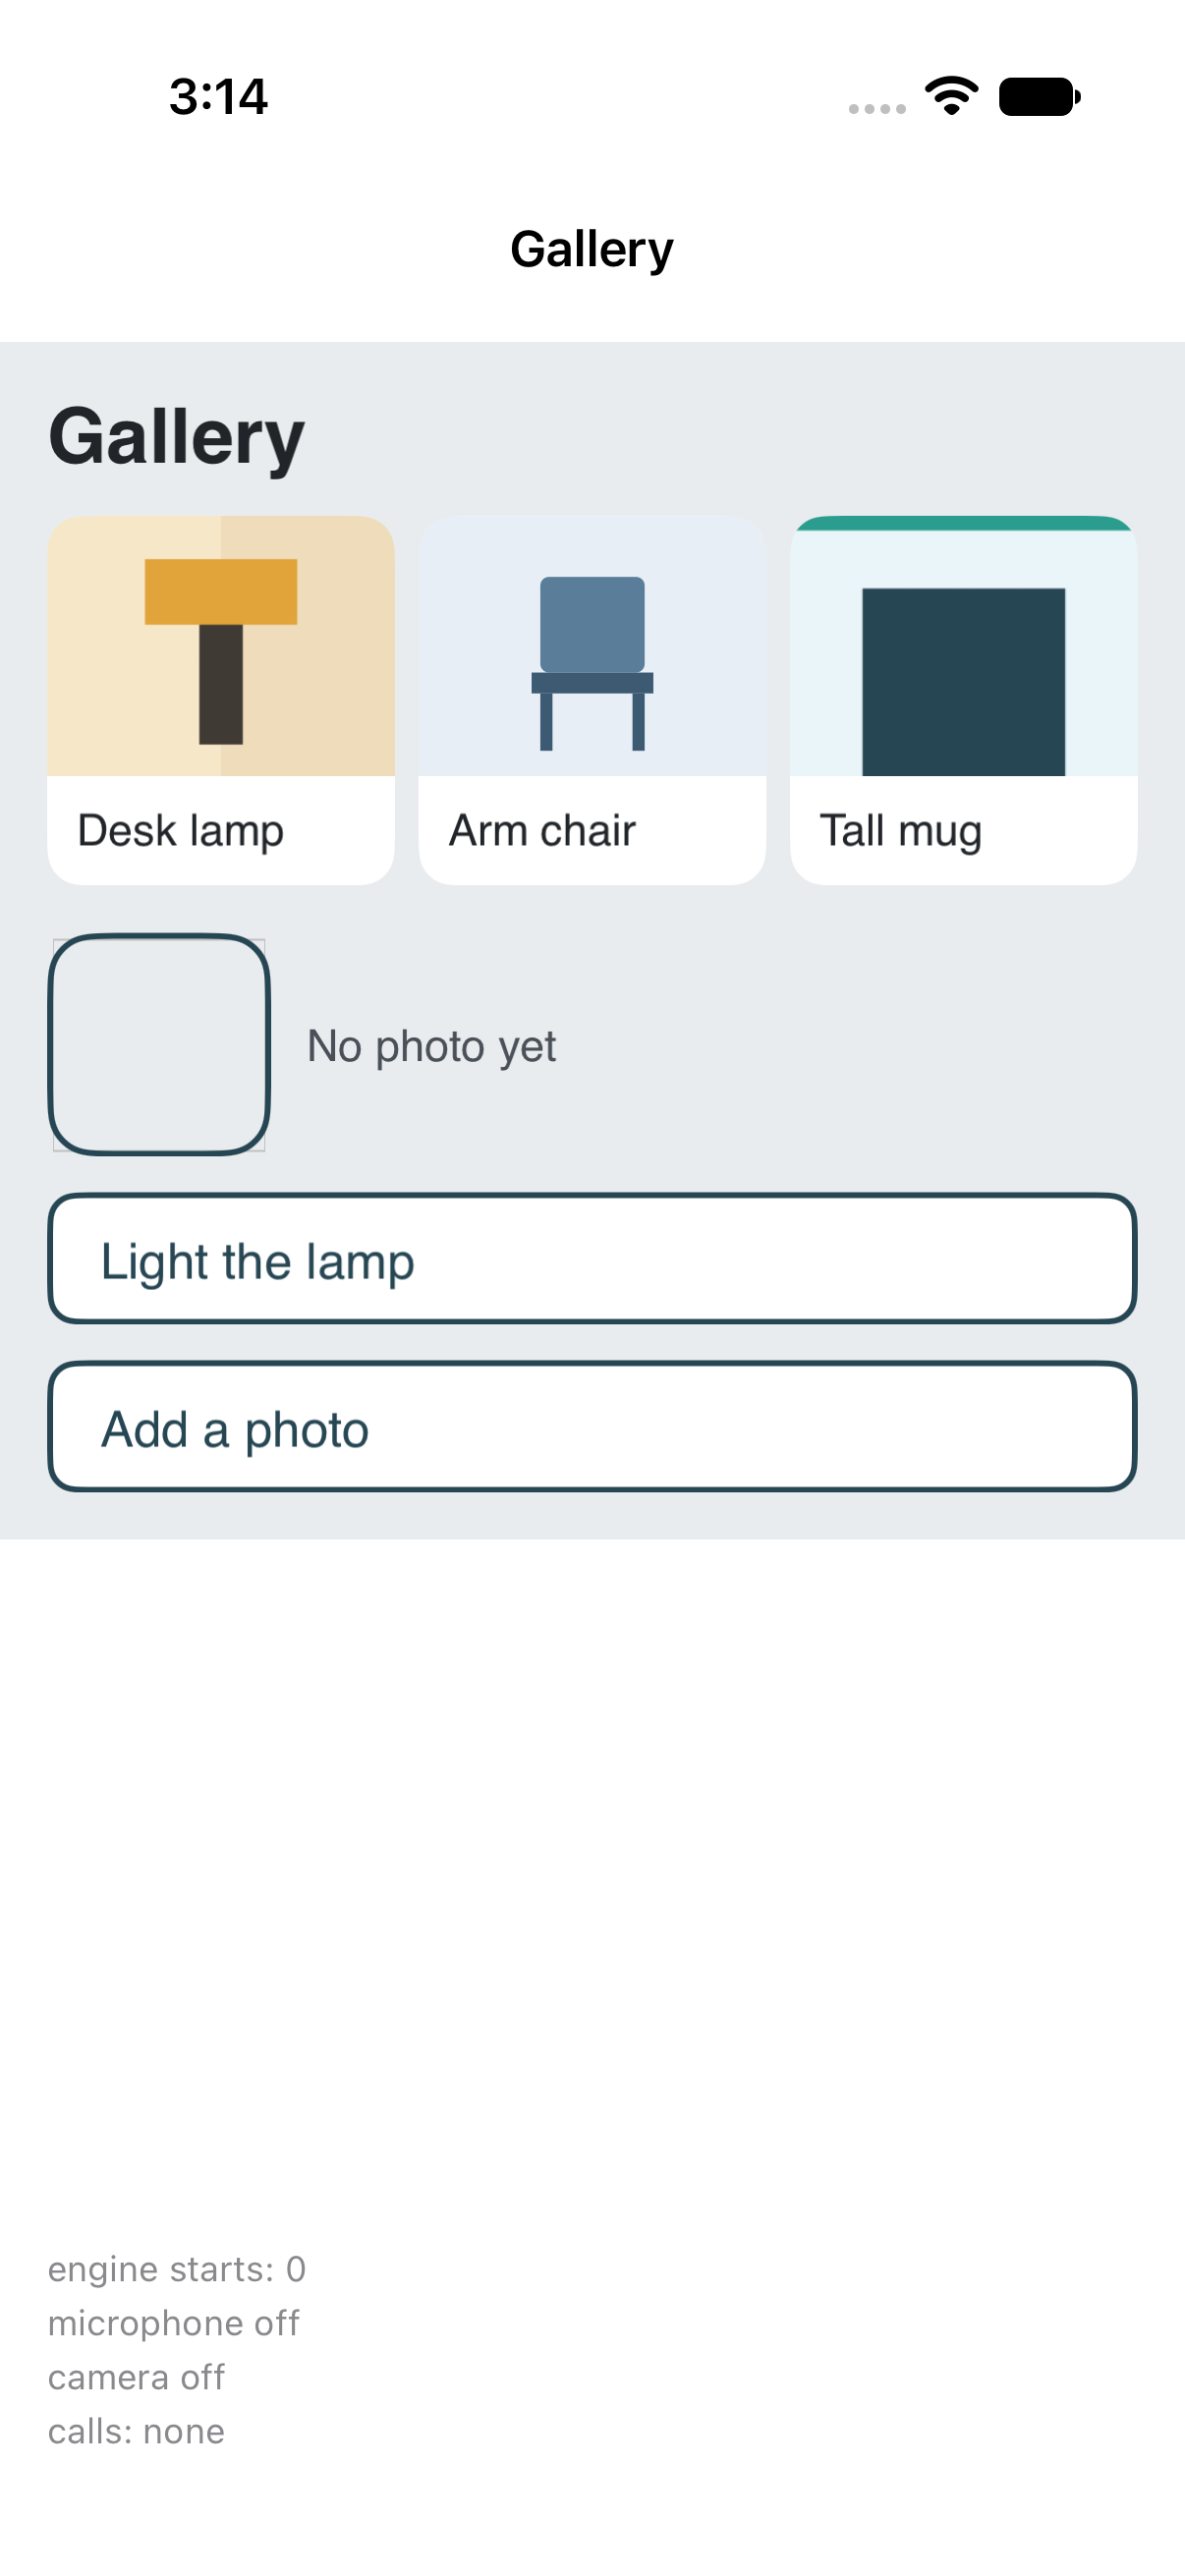 3:14
Gallery
Gallery
Desk lamp
Arm chair
Tall mug
No photo yet
Light the lamp
Add a photo
engine starts: 0
microphone off
camera off
calls: none